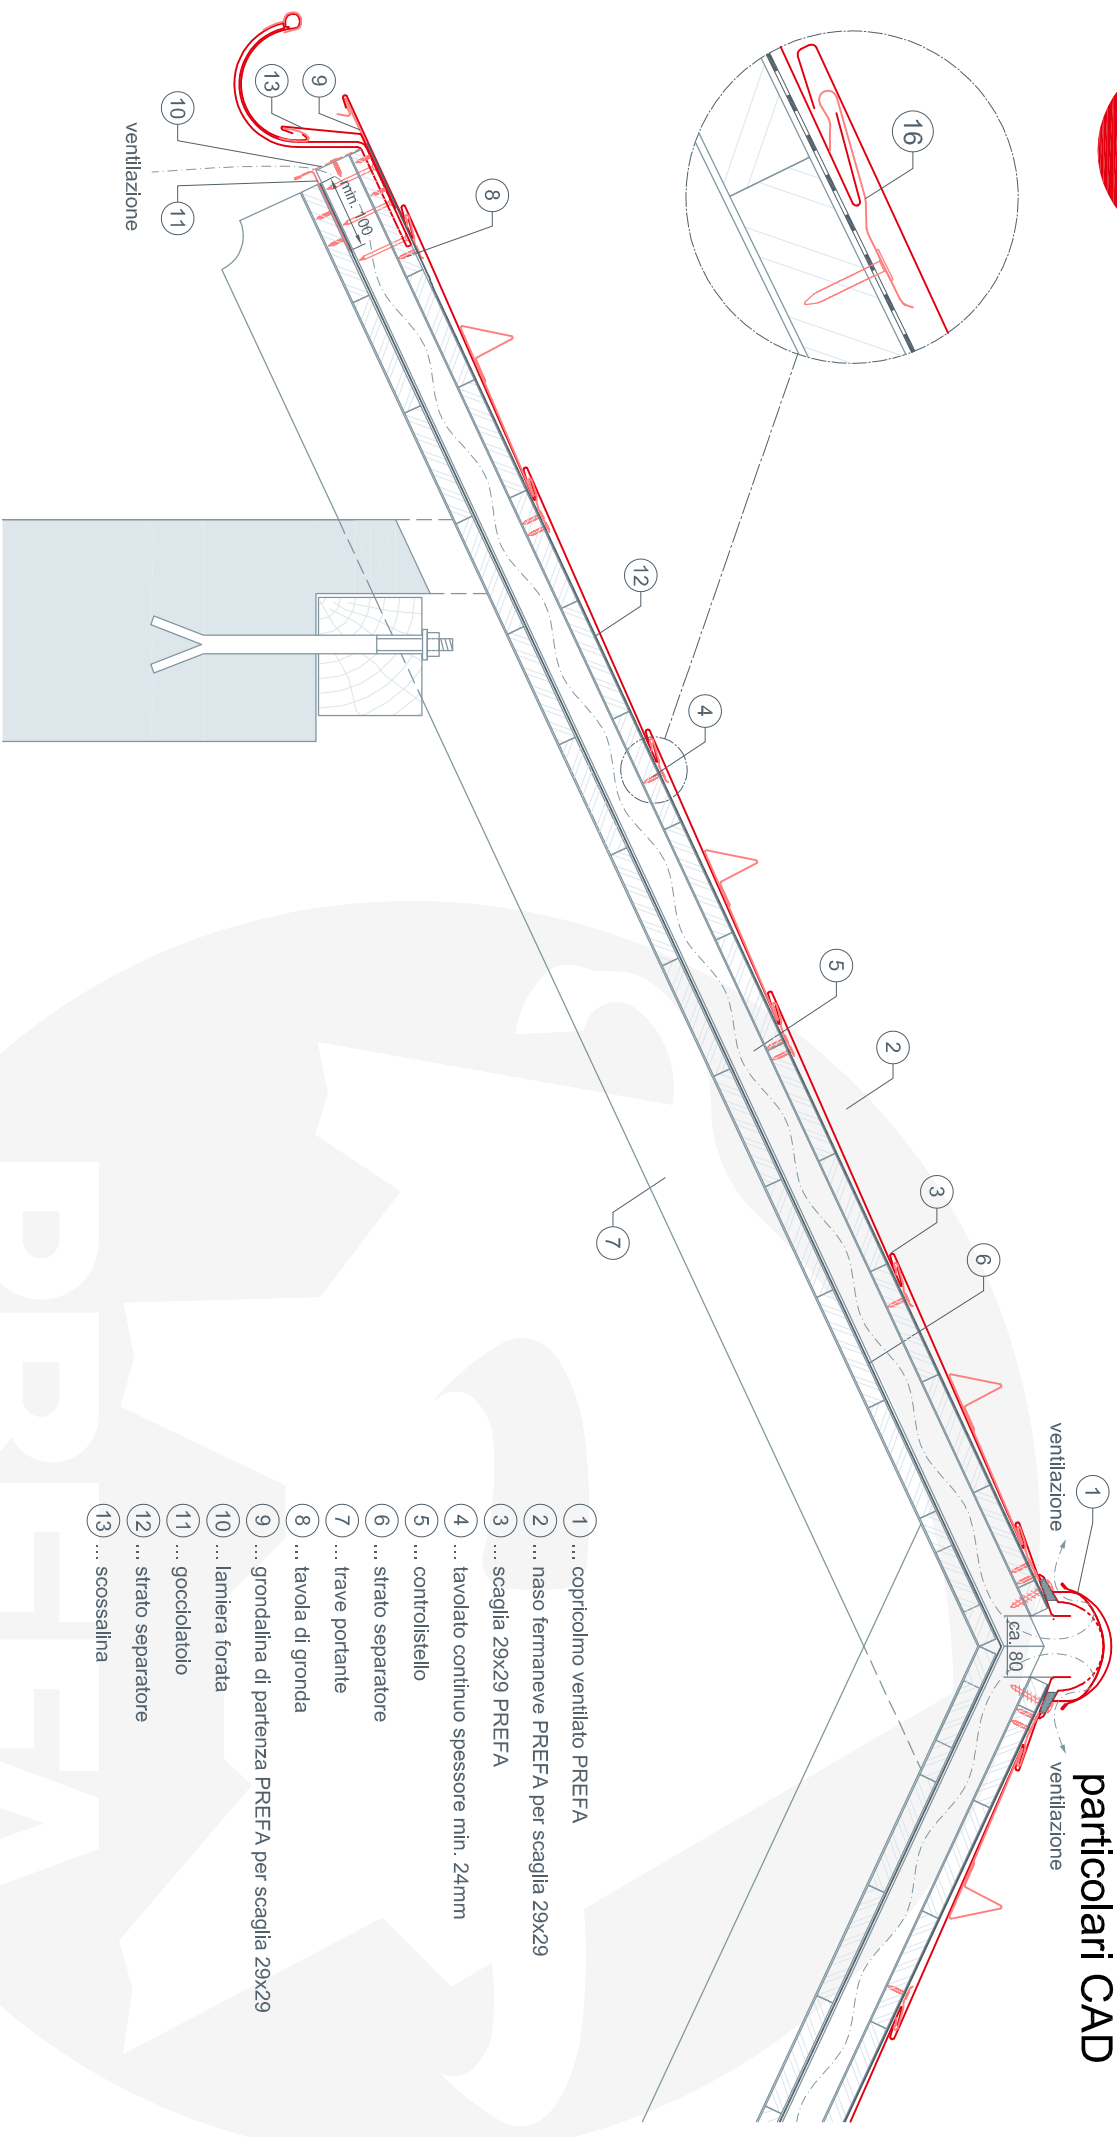 particolari CAD
ventilazione
ventilazione
ventilazione
ca. 80
min. 100
1
2
3
4
5
6
7
8
9
10
11
12
13
16
1 ... copricolmo ventilato PREFA
2 ... naso fermaneve PREFA per scaglia 29x29
3 ... scaglia 29x29 PREFA
4 ... tavolato continuo spessore min. 24mm
5 ... controlistello
6 ... strato separatore
7 ... trave portante
8 ... tavola di gronda
9 ... grondalina di partenza PREFA per scaglia 29x29
10 ... lamiera forata
11 ... gocciolatoio
12 ... strato separatore
13 ... scossalina
PREFA